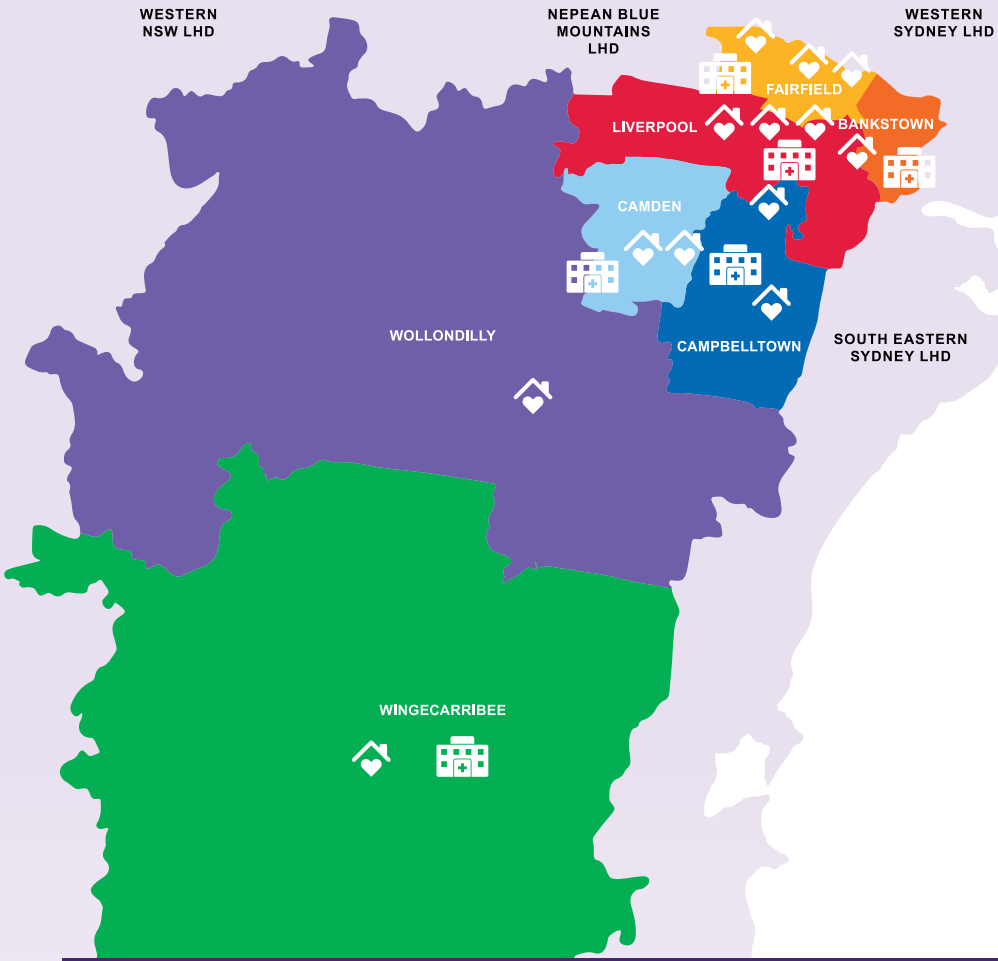 WESTERN
NSW LHD
NEPEAN BLUE
MOUNTAINS
LHD
WESTERN
SYDNEY LHD
FAIRFIELD
LIVERPOOL
BANKSTOWN
CAMDEN
WOLLONDILLY
CAMPBELLTOWN
SOUTH EASTERN
SYDNEY LHD
WINGECARRIBEE